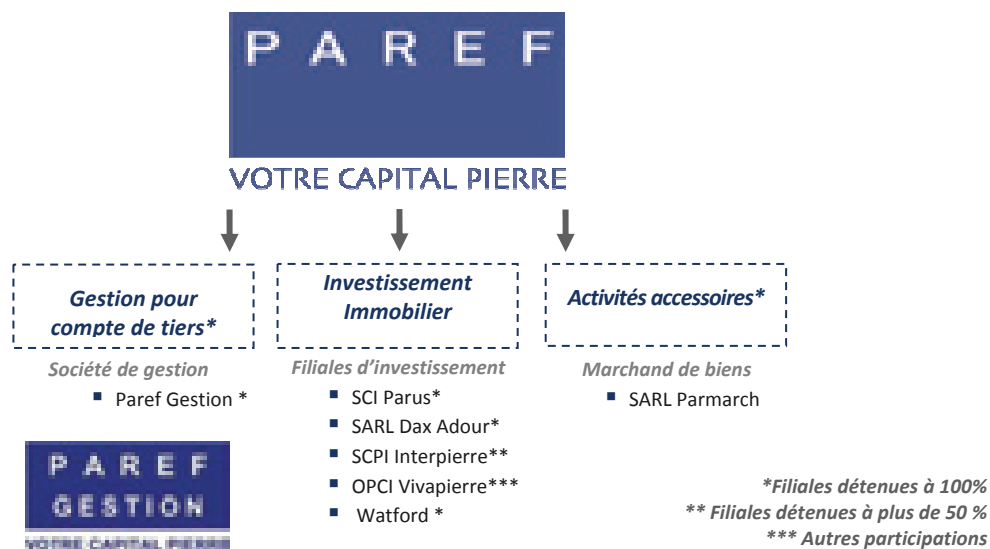 PAREF
VOTRE CAPITAL PIERRE
Gestion pour
compte de tiers*
Société de gestion
▪ Paref Gestion *
PAREF
GESTION
VOTRE CAPITAL PIERRE
Investissement
Immobilier
Filiales d'investissement
▪ SCI Parus*
▪ SARL Dax Adour*
▪ SCPI Interpierre**
▪ OPCI Vivapierre***
▪ Watford *
Activités accessoires*
Marchand de biens
▪ SARL Parmarch
*Filiales détenues à 100%
** Filiales détenues à plus de 50 %
*** Autres participations